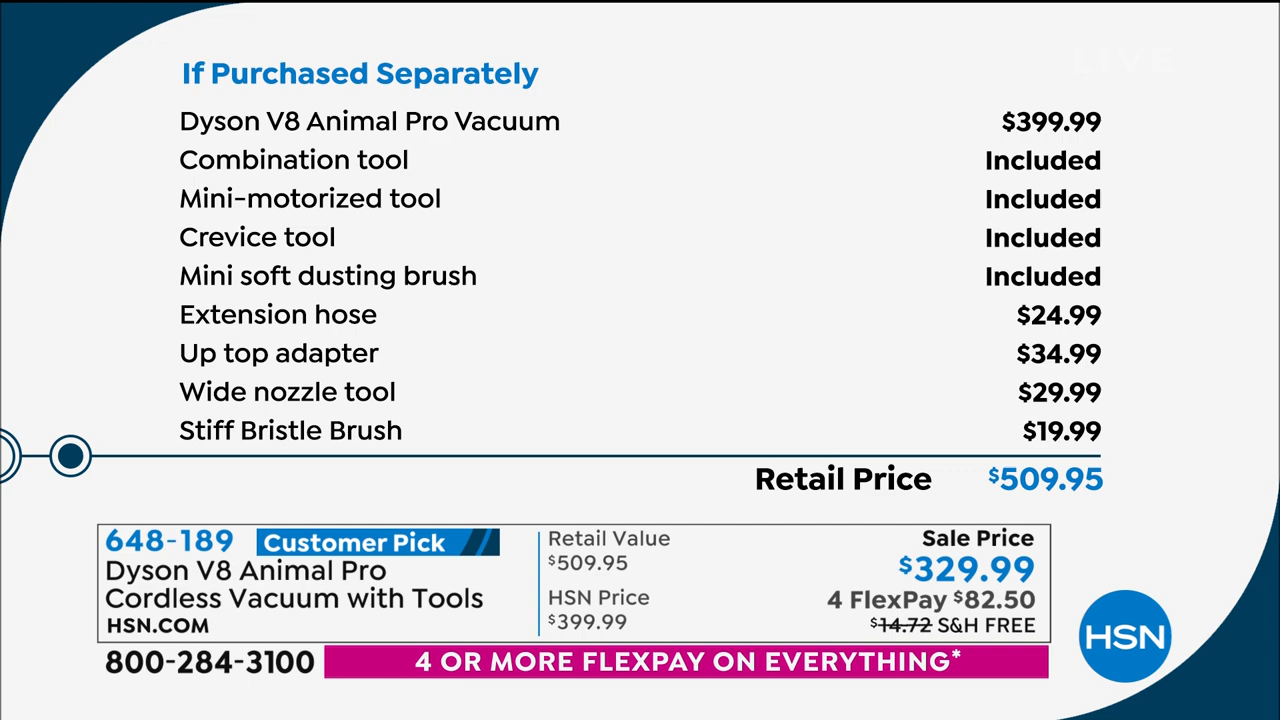 LIVE
If Purchased Separately
Dyson V8 Animal Pro Vacuum $399.99
Combination tool Included
Mini-motorized tool Included
Crevice tool Included
Mini soft dusting brush Included
Extension hose $24.99
Up top adapter $34.99
Wide nozzle tool $29.99
Stiff Bristle Brush $19.99
Retail Price $509.95
648-189 Customer Pick
Dyson V8 Animal Pro
Cordless Vacuum with Tools
HSN.COM
Retail Value
$509.95
HSN Price
$399.99
Sale Price
$329.99
4 FlexPay $82.50
$14.72 S&H FREE
HSN
800-284-3100 4 OR MORE FLEXPAY ON EVERYTHING*